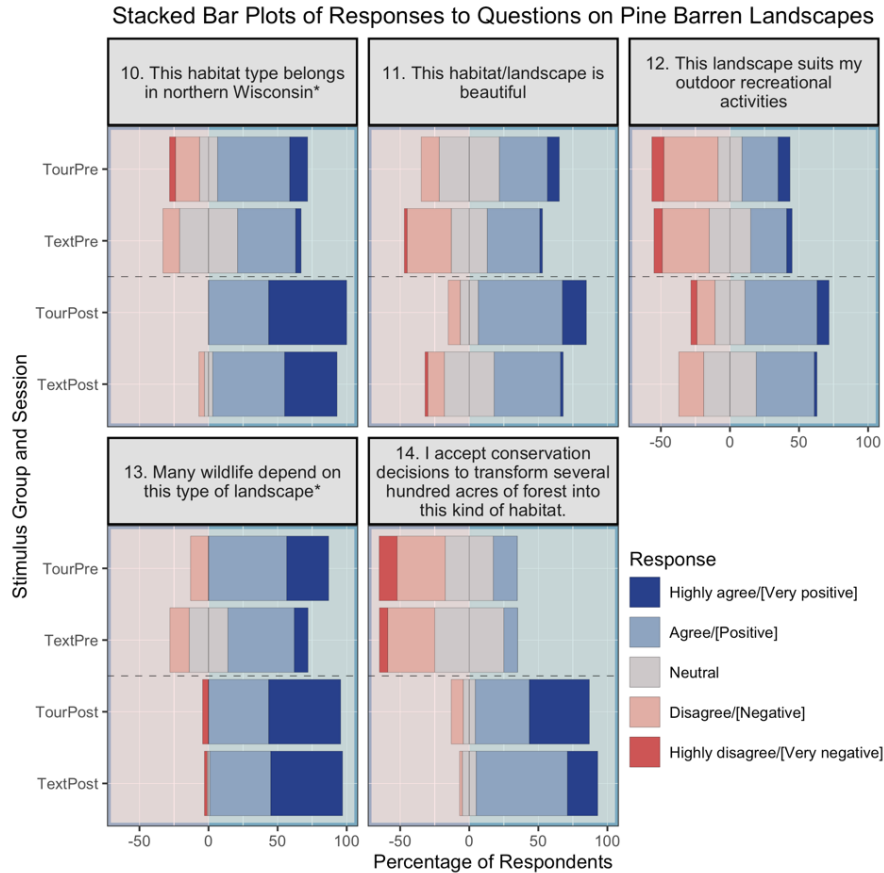 Stacked Bar Plots of Responses to Questions on Pine Barren Landscapes
10. This habitat type belongs
in northern Wisconsin*
11. This habitat/landscape is
beautiful
12. This landscape suits my
outdoor recreational
activities
TourPre
TextPre
TourPost
TextPost
-50 0 50 100
13. Many wildlife depend on
this type of landscape*
14. I accept conservation
decisions to transform several
hundred acres of forest into
this kind of habitat.
TourPre
TextPre
TourPost
TextPost
-50 0 50 100
-50 0 50 100
Stimulus Group and Session
Percentage of Respondents
Response
Highly agree/[Very positive]
Agree/[Positive]
Neutral
Disagree/[Negative]
Highly disagree/[Very negative]